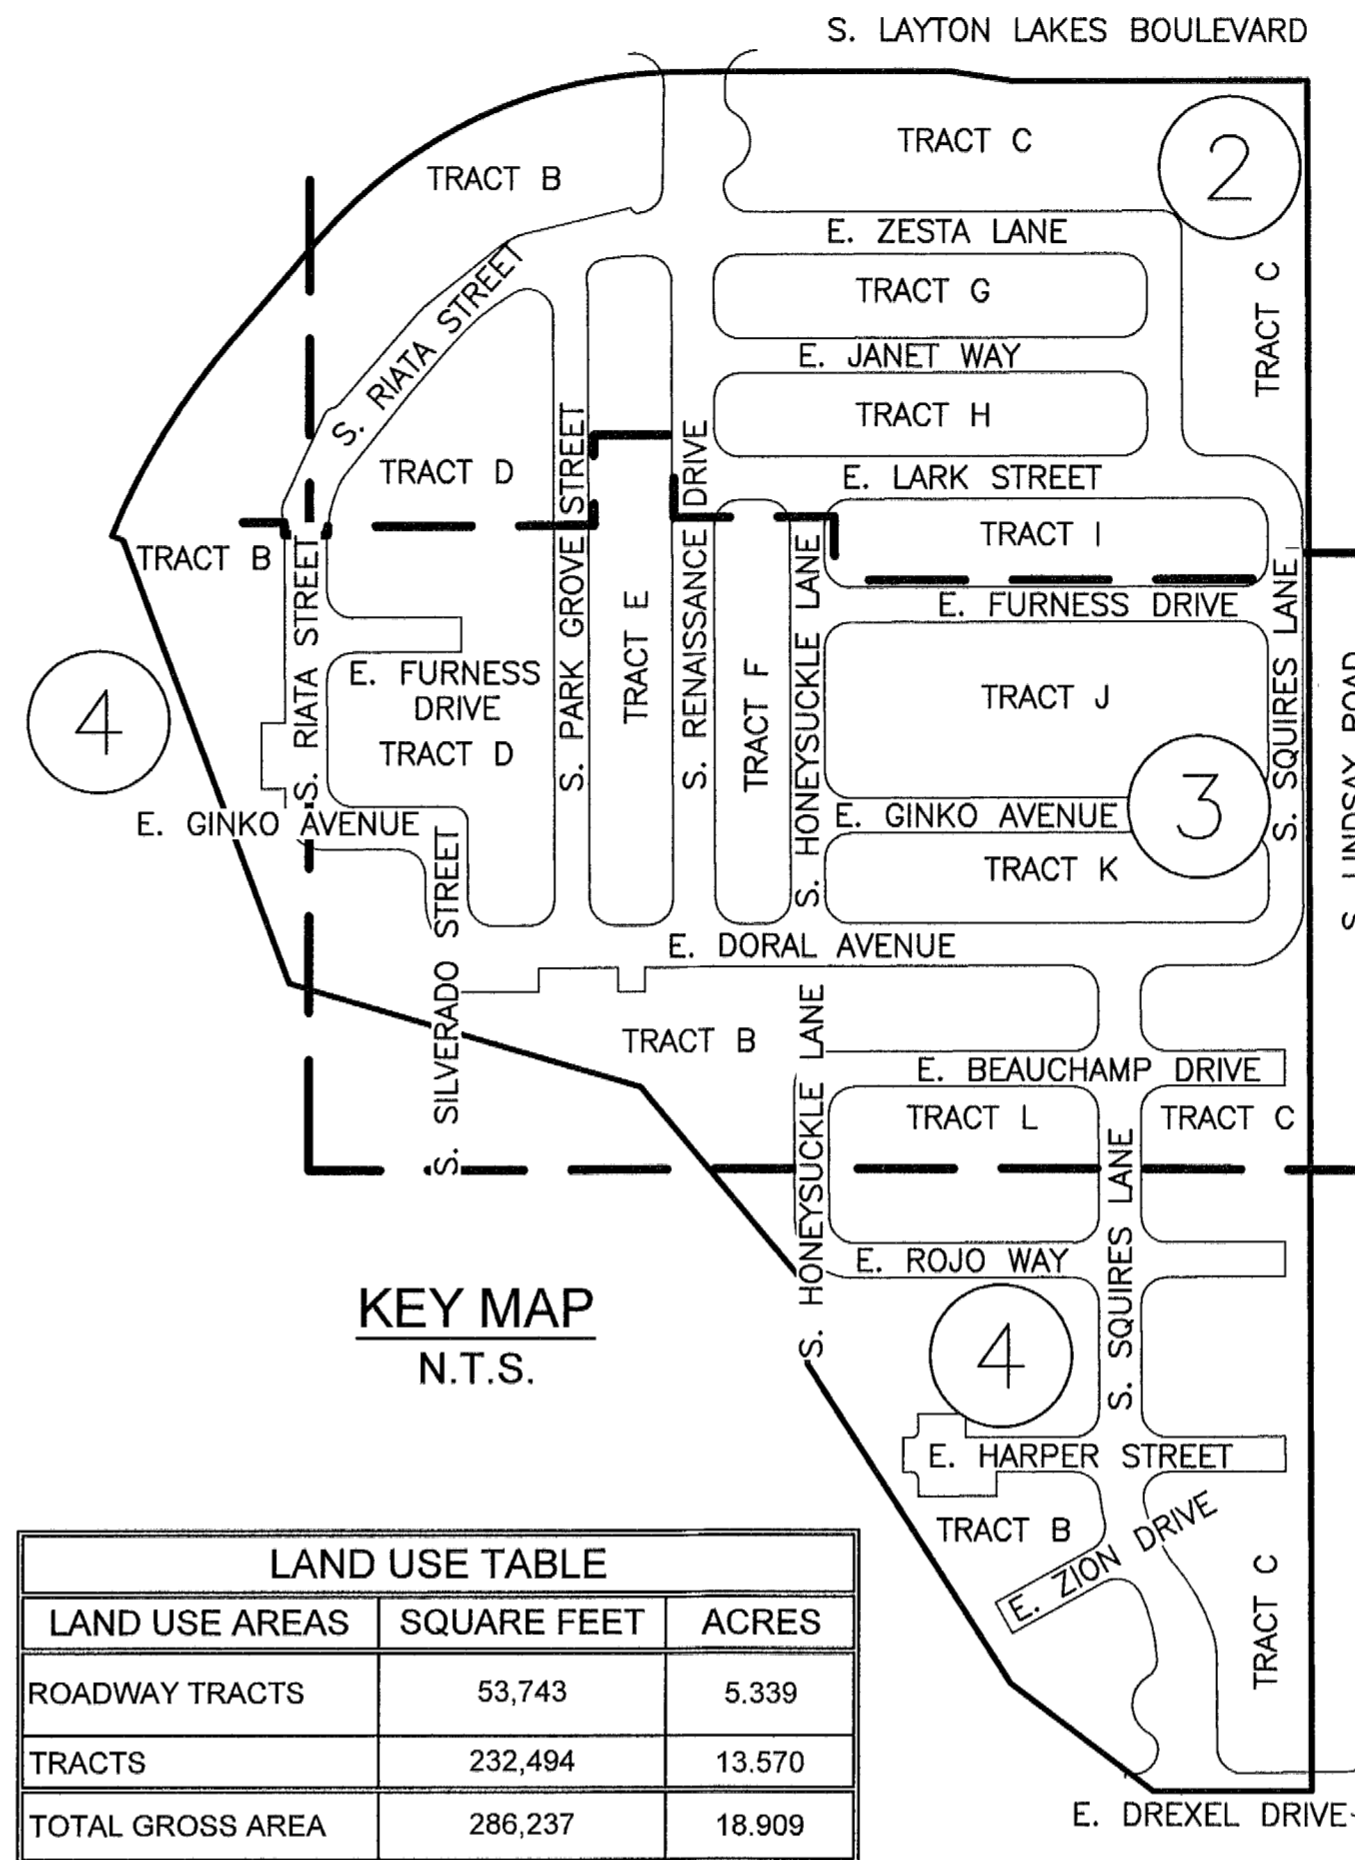 S. LAYTON LAKES BOULEVARD
TRACT C
2
TRACT B
E. ZESTA LANE
TRACT G
TRACT C
S. RIATA STREET
E. JANET WAY
TRACT H
TRACT D
E. LARK STREET
TRACT I
TRACT B
S. RIATA STREET
S. PARK GROVE STREET
TRACT E
S. RENAISSANCE DRIVE
TRACT F
S. HONEYSUCKLE LANE
E. FURNESS DRIVE
S. SQUIRES LANE
S. LINDSAY ROAD
4
E. FURNESS
DRIVE
TRACT D
TRACT J
3
E. GINKO AVENUE
E. GINKO AVENUE
TRACT K
S. SILVERADO STREET
E. DORAL AVENUE
TRACT B
S. HONEYSUCKLE LANE
E. BEAUCHAMP DRIVE
TRACT L
TRACT C
S. SQUIRES LANE
E. ROJO WAY
KEY MAP
N.T.S.
4
E. HARPER STREET
TRACT B
E. ZION DRIVE
TRACT C
E. DREXEL DRIVE
LAND USE TABLE
LAND USE AREAS SQUARE FEET ACRES
ROADWAY TRACTS 53,743 5.339
TRACTS 232,494 13.570
TOTAL GROSS AREA 286,237 18.909